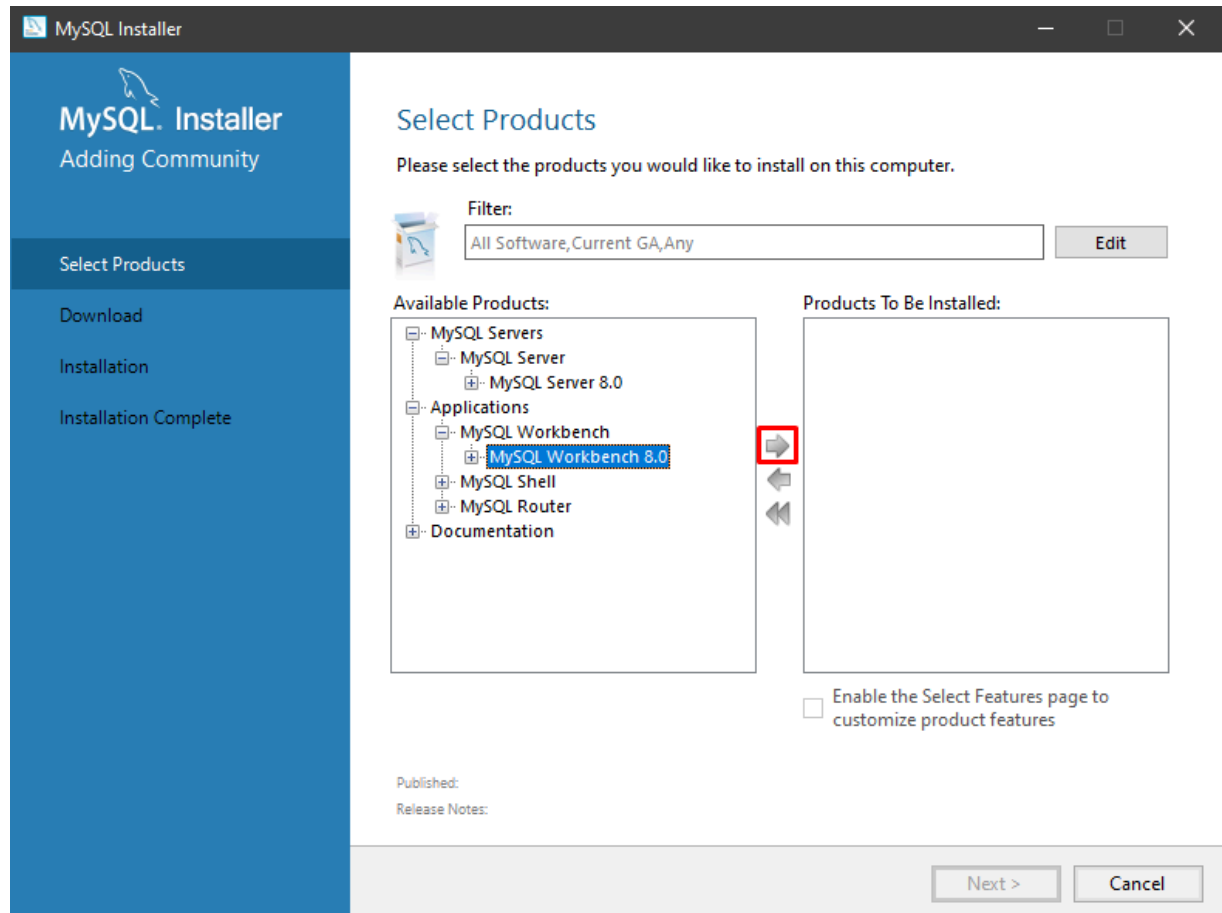 MySQL Installer
MySQL. Installer
Adding Community
Select Products
Download
Installation
Installation Complete
Select Products
Please select the products you would like to install on this computer.
Filter:
All Software,Current GA,Any
Edit
Available Products:
MySQL Servers
MySQL Server
MySQL Server 8.0
Applications
MySQL Workbench
MySQL Workbench 8.0
MySQL Shell
MySQL Router
Documentation
Products To Be Installed:
Enable the Select Features page to
customize product features
Published:
Release Notes:
Next >
Cancel